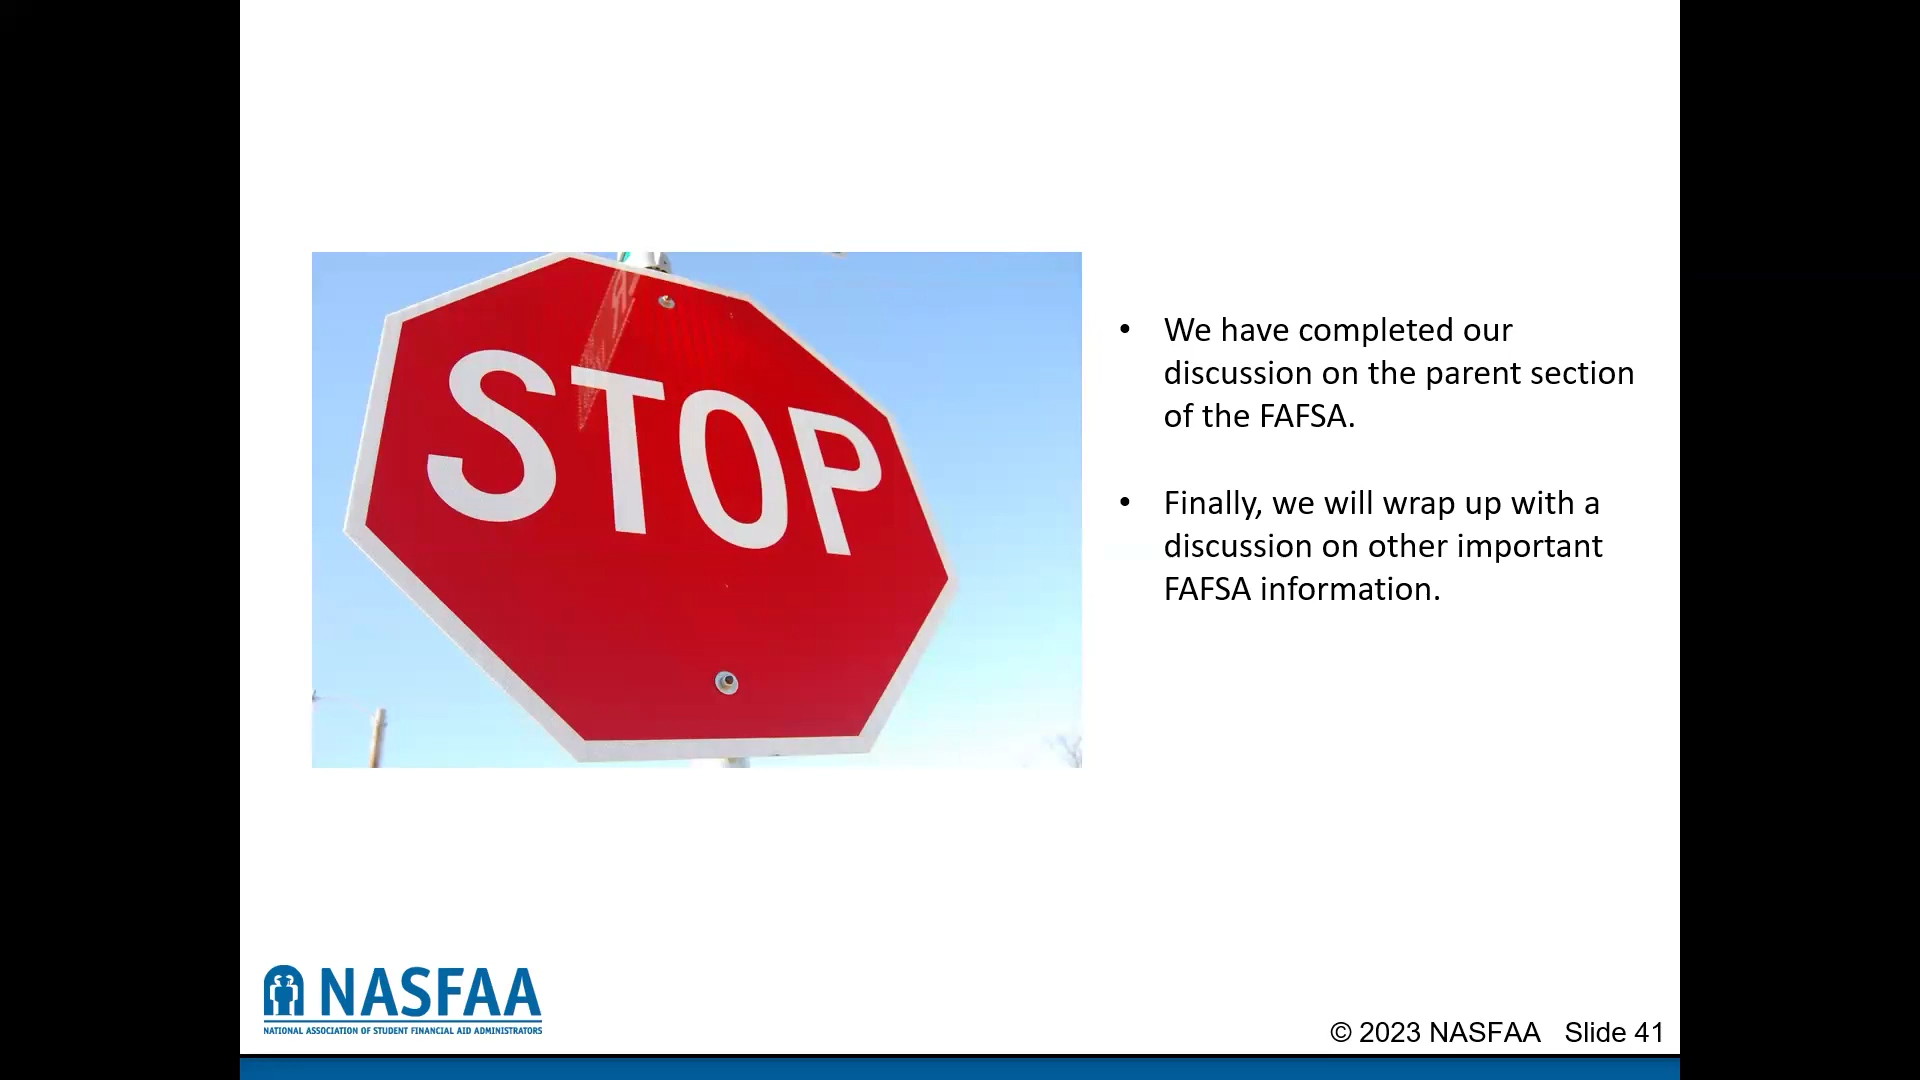 STOP
• We have completed our
discussion on the parent section
of the FAFSA.
• Finally, we will wrap up with a
discussion on other important
FAFSA information.
NASFAA
NATIONAL ASSOCIATION OF STUDENT FINANCIAL AID ADMINISTRATORS
© 2023 NASFAA Slide 41